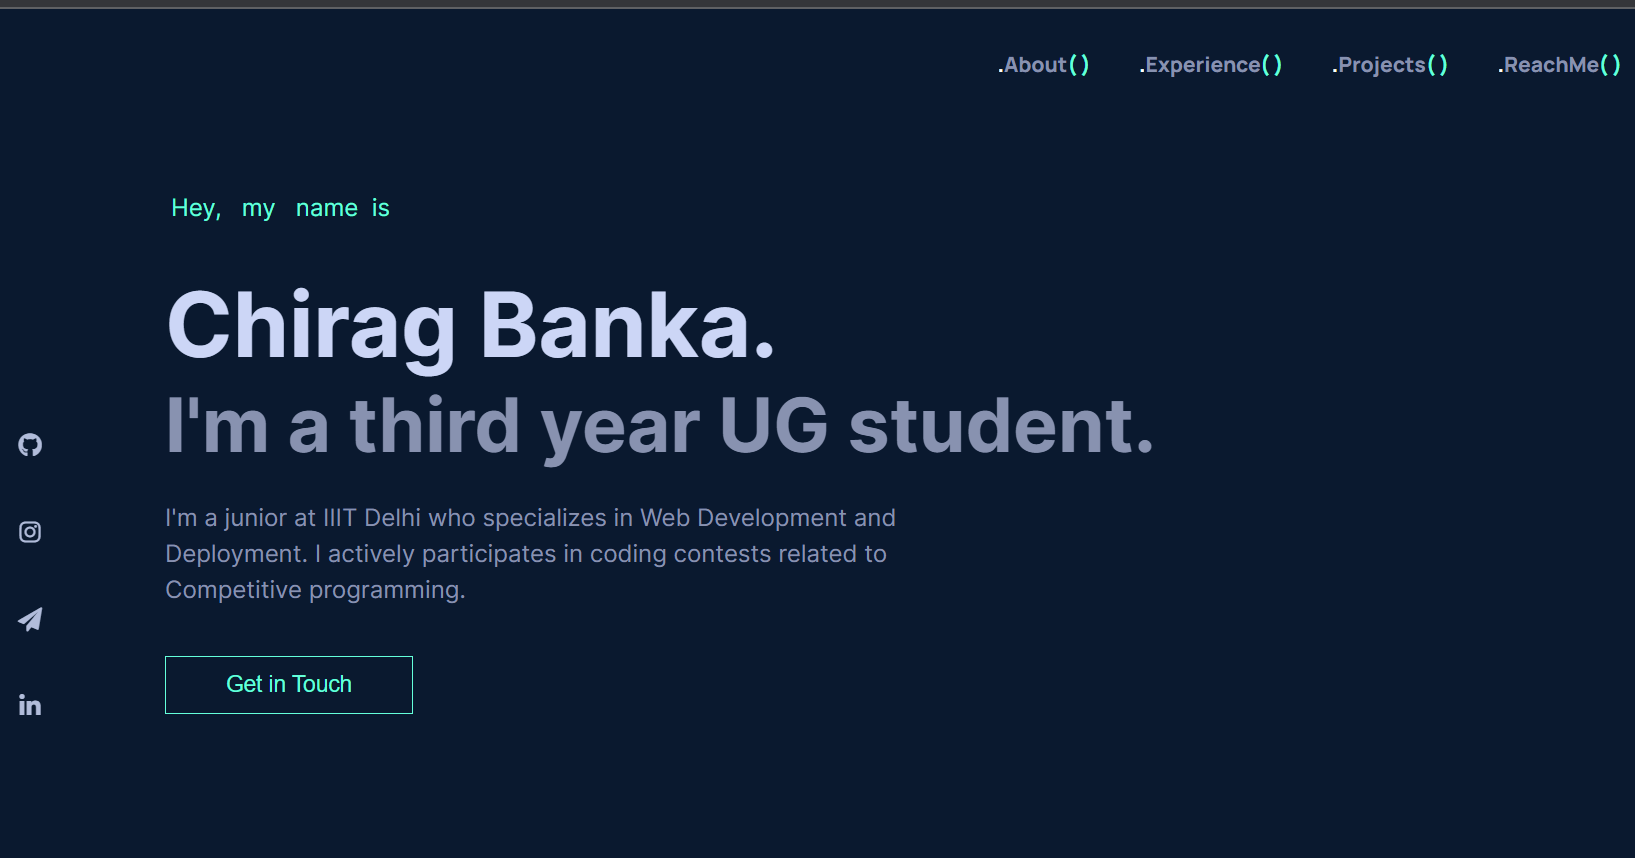 .About() .Experience() .Projects() .ReachMe()
Hey, my name is
Chirag Banka.
I'm a third year UG student.
I'm a junior at IIIT Delhi who specializes in Web Development and
Deployment. I actively participates in coding contests related to
Competitive programming.
Get in Touch
in